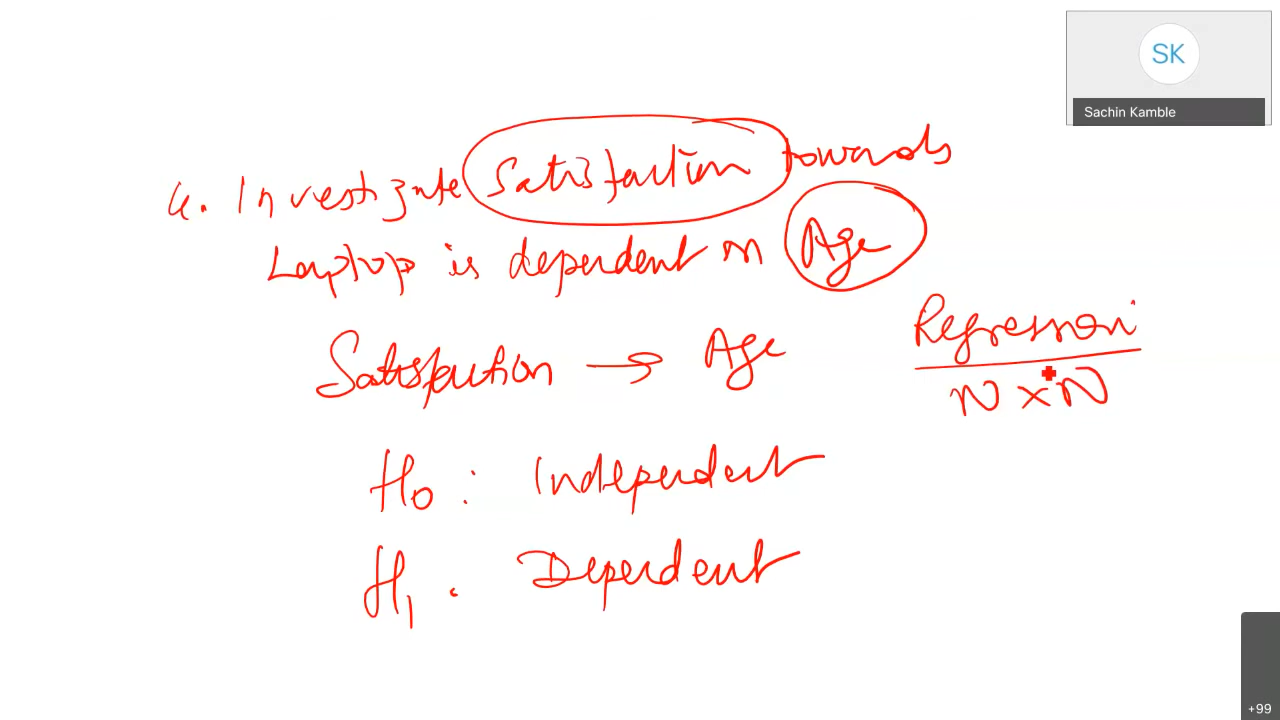 SK
Sachin Kamble
4. Investigate Satisfaction towards
Laptop is dependent on Age
Satisfaction → Age
Regression
N × N
H0 : Independent
H1 : Dependent
+99